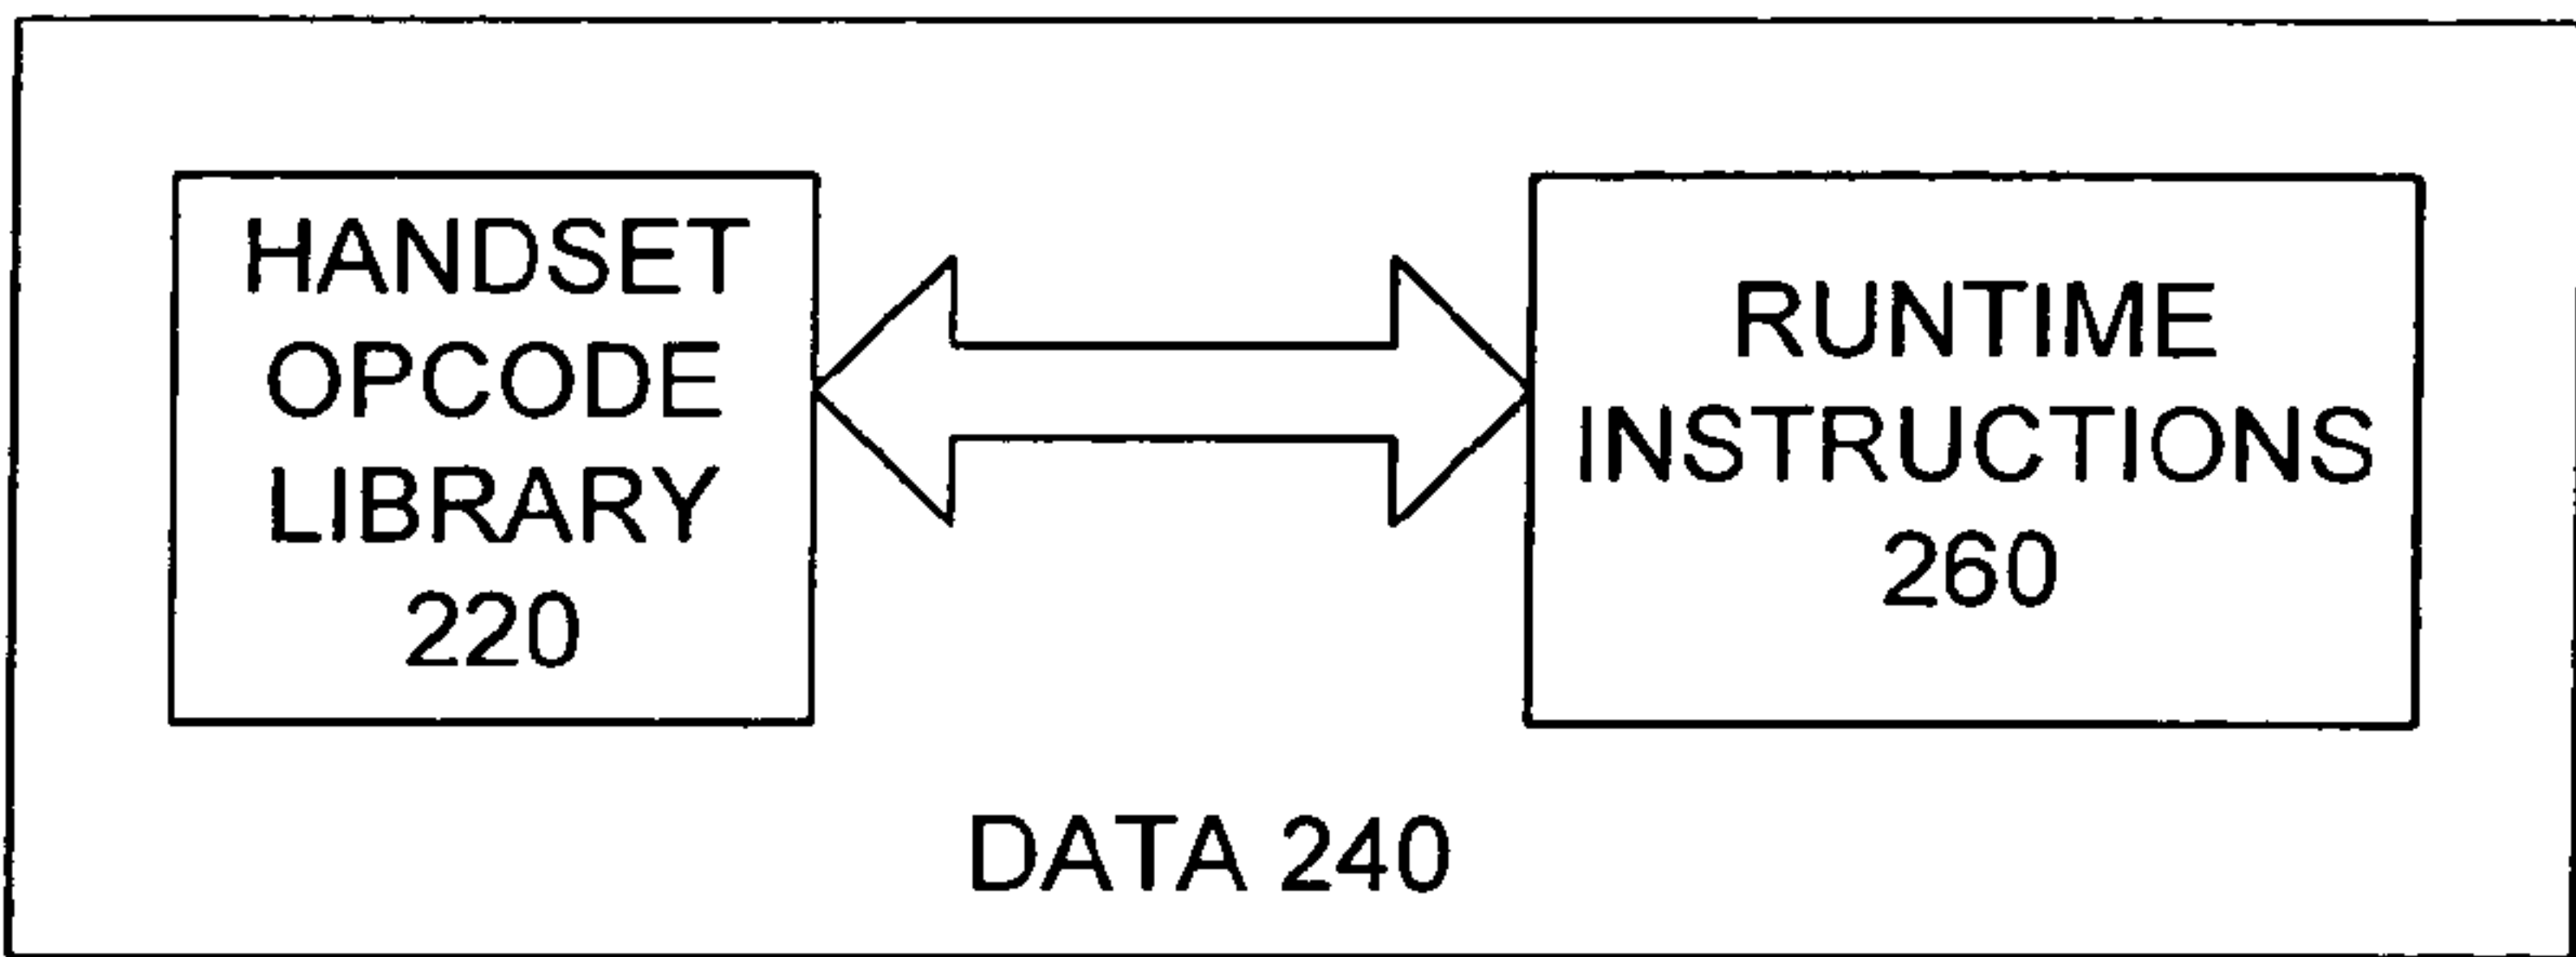 HANDSET
OPCODE
LIBRARY
220
RUNTIME
INSTRUCTIONS
260
DATA 240